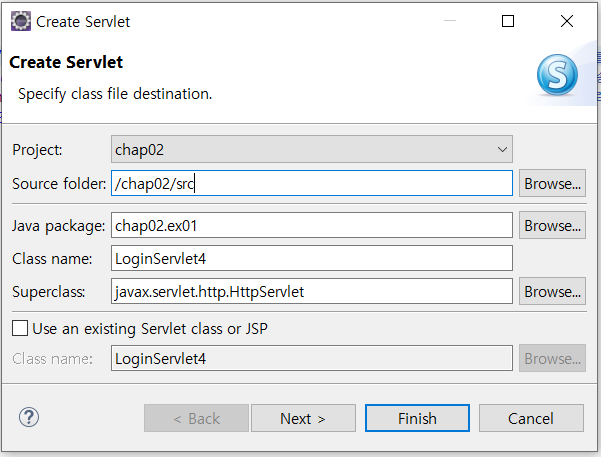 Create Servlet
Create Servlet
Specify class file destination.
S
Project: chap02
Source folder: /chap02/src Browse...
Java package: chap02.ex01 Browse...
Class name: LoginServlet4
Superclass: javax.servlet.http.HttpServlet Browse...
Use an existing Servlet class or JSP
Class name: LoginServlet4 Browse...
? < Back Next > Finish Cancel